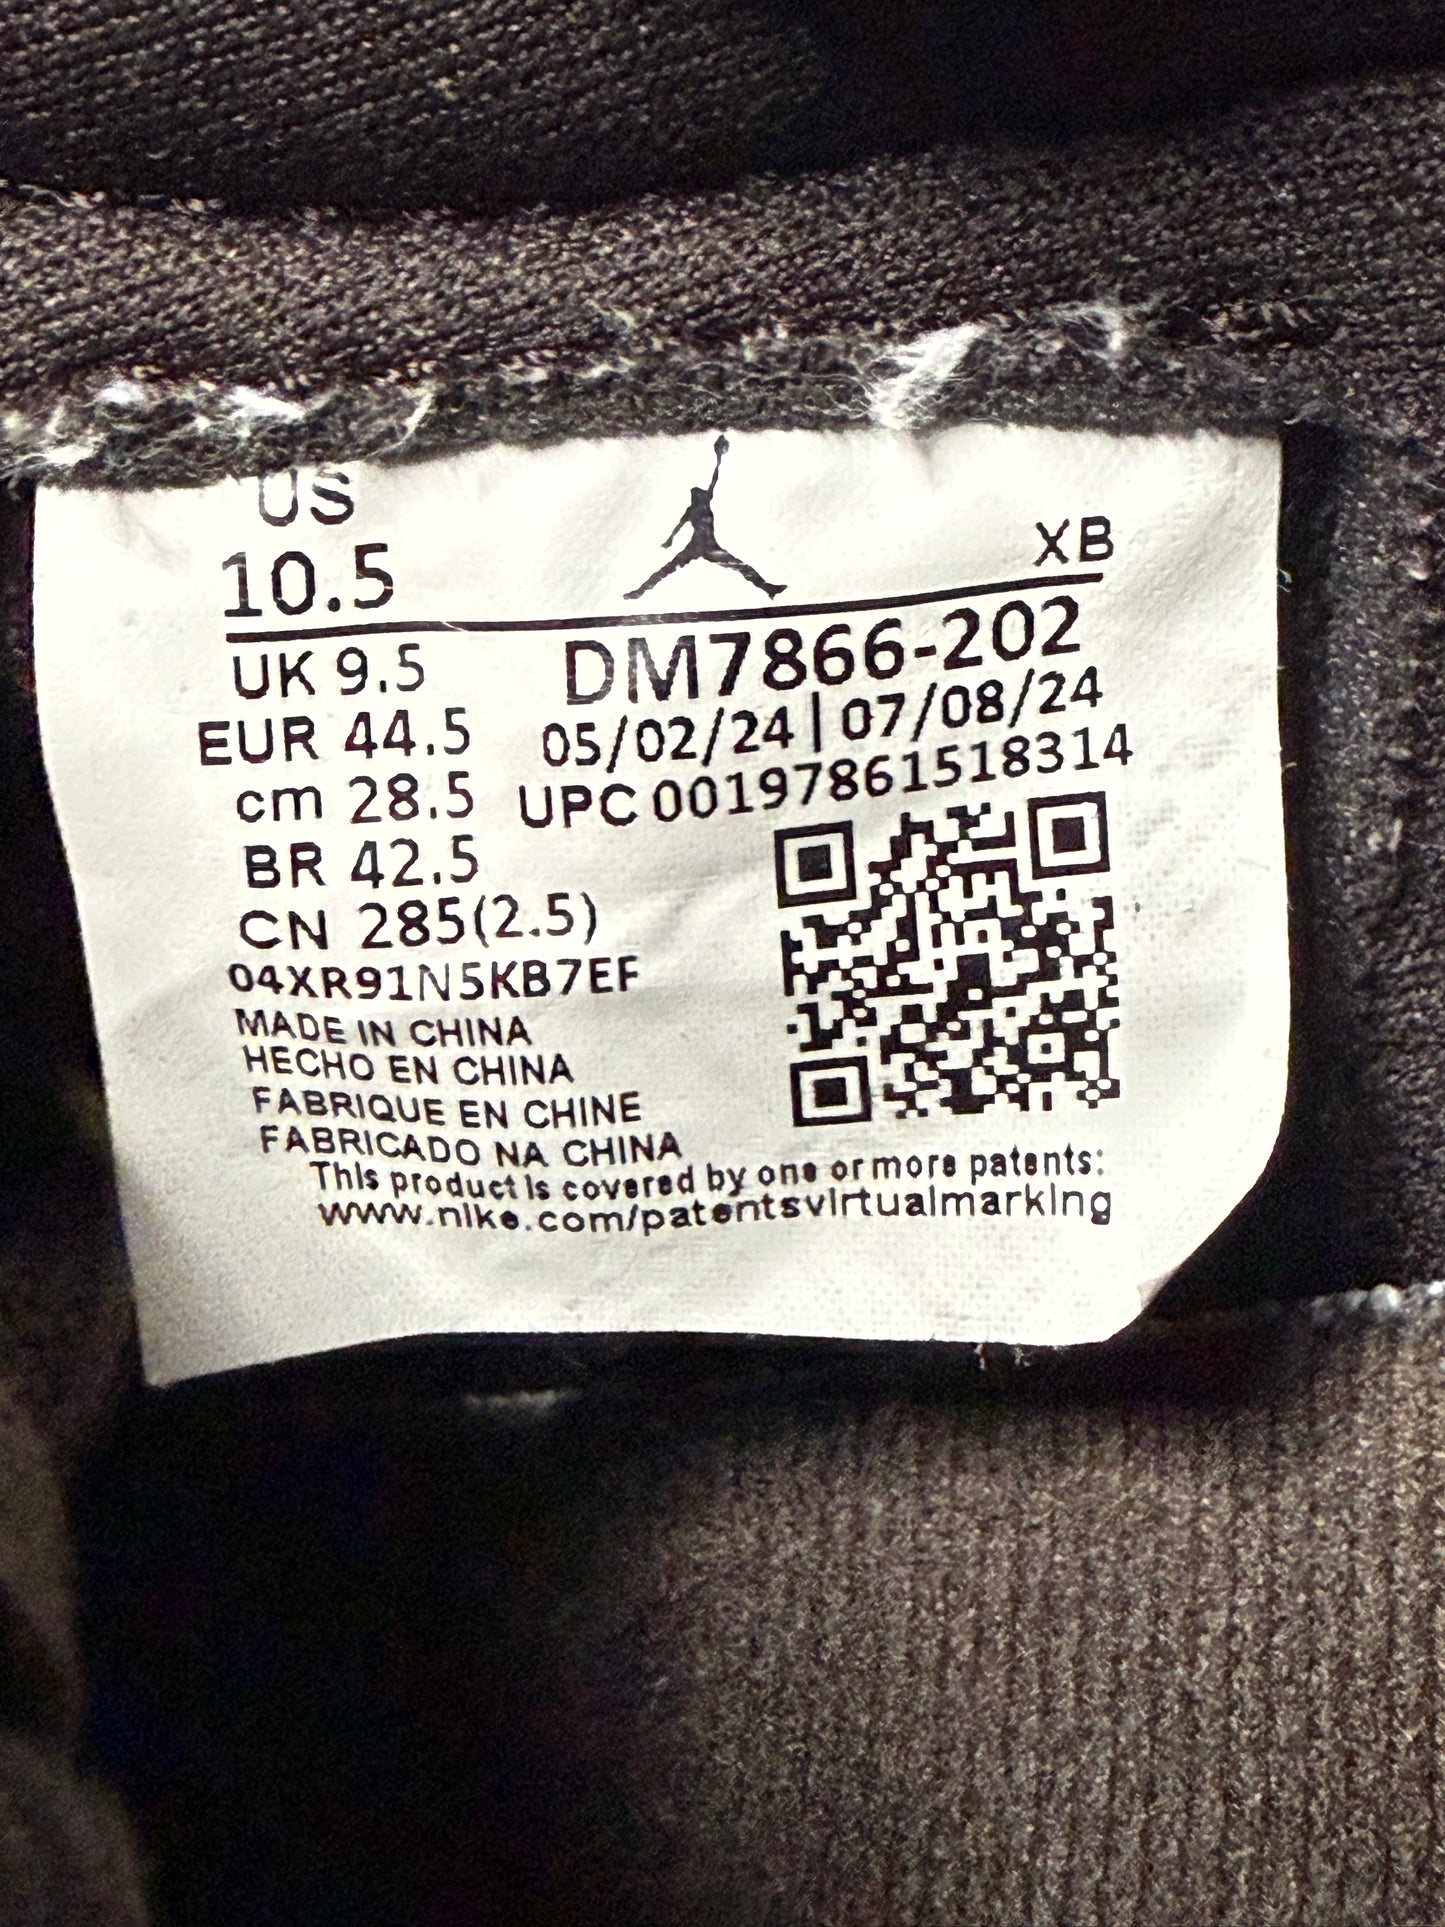 US
10.5
XB
UK 9.5
DM7866-202
EUR 44.5
05/02/24 | 07/08/24
cm 28.5
UPC 00197861518314
BR 42.5
CN 285(2.5)
04XR91N5KB7EF
MADE IN CHINA
HECHO EN CHINA
FABRIQUE EN CHINE
FABRICADO NA CHINA
This product is covered by one or more patents:
www.nike.com/patentsvirtualmarking